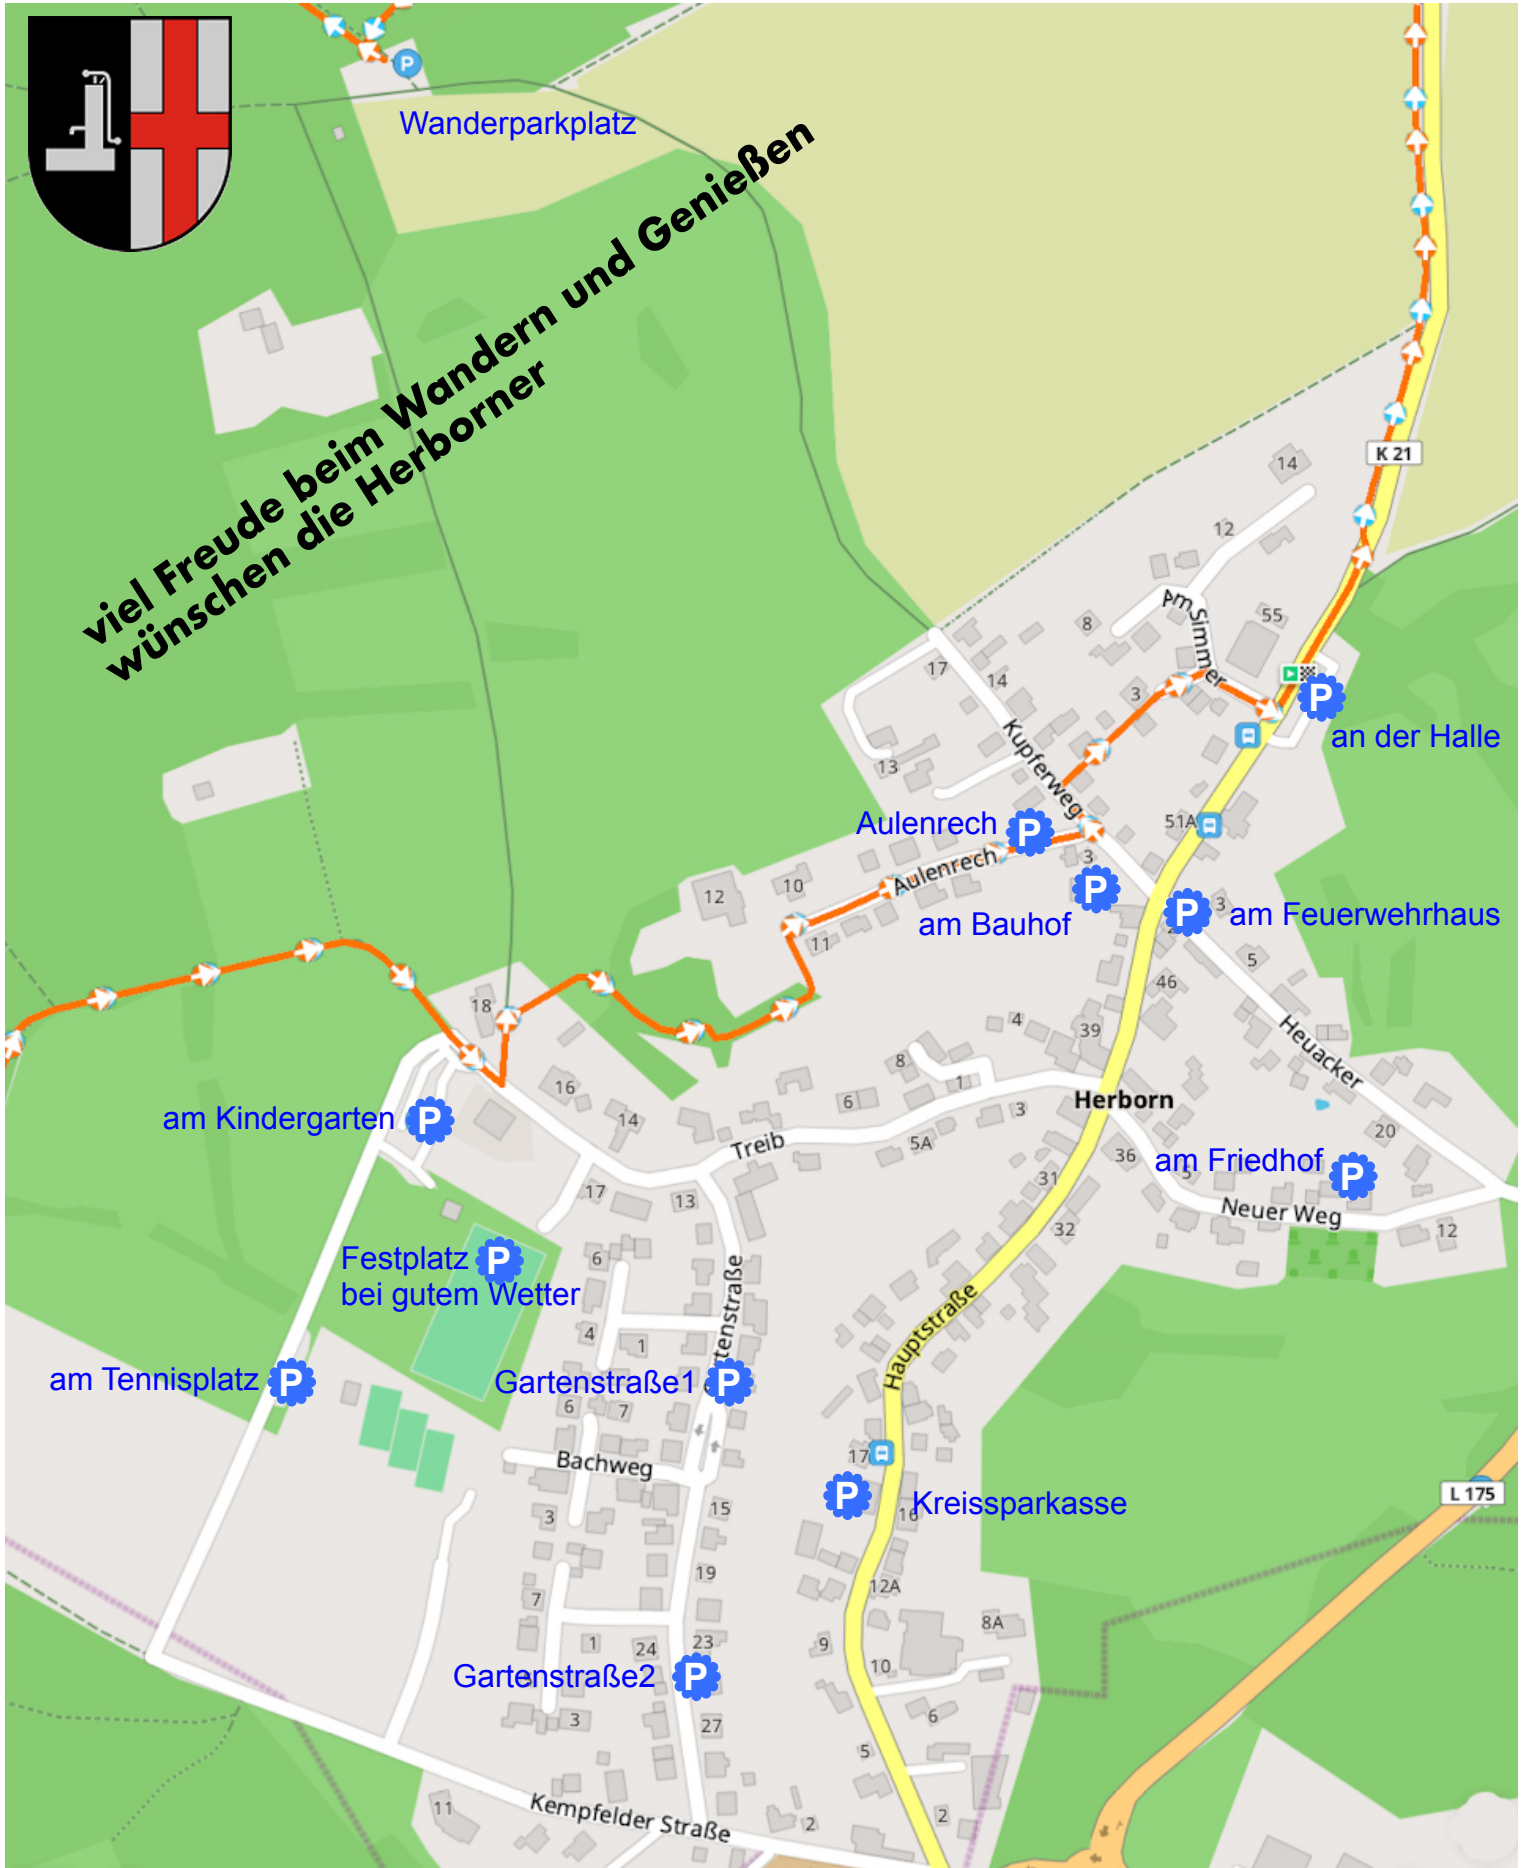 P
Wanderparkplatz
viel Freude beim Wandern und Genießen
wünschen die Herborner
K 21
14
12
Am Simmer
8
55
17
14
3
P
an der Halle
Kupferweg
13
51A
Aulenrech P
3
Aulenrech
P
am Bauhof
P
3
am Feuerwehrhaus
12
10
11
5
46
18
4
39
Heuacker
8
1
16
6
3
Herborn
14
am Kindergarten P
Treib
5A
20
36
am Friedhof P
5
31
17
13
Neuer Weg
32
12
6
Festplatz P
bei gutem Wetter
4
1
Hauptstraße
am Tennisplatz P
Gartenstraße1 P
6
7
17
Bachweg
P
Kreissparkasse
L 175
3
15
16
19
12A
7
8A
1
24
23
9
10
Gartenstraße2 P
3
27
6
5
11
Kempfelder Straße
2
2